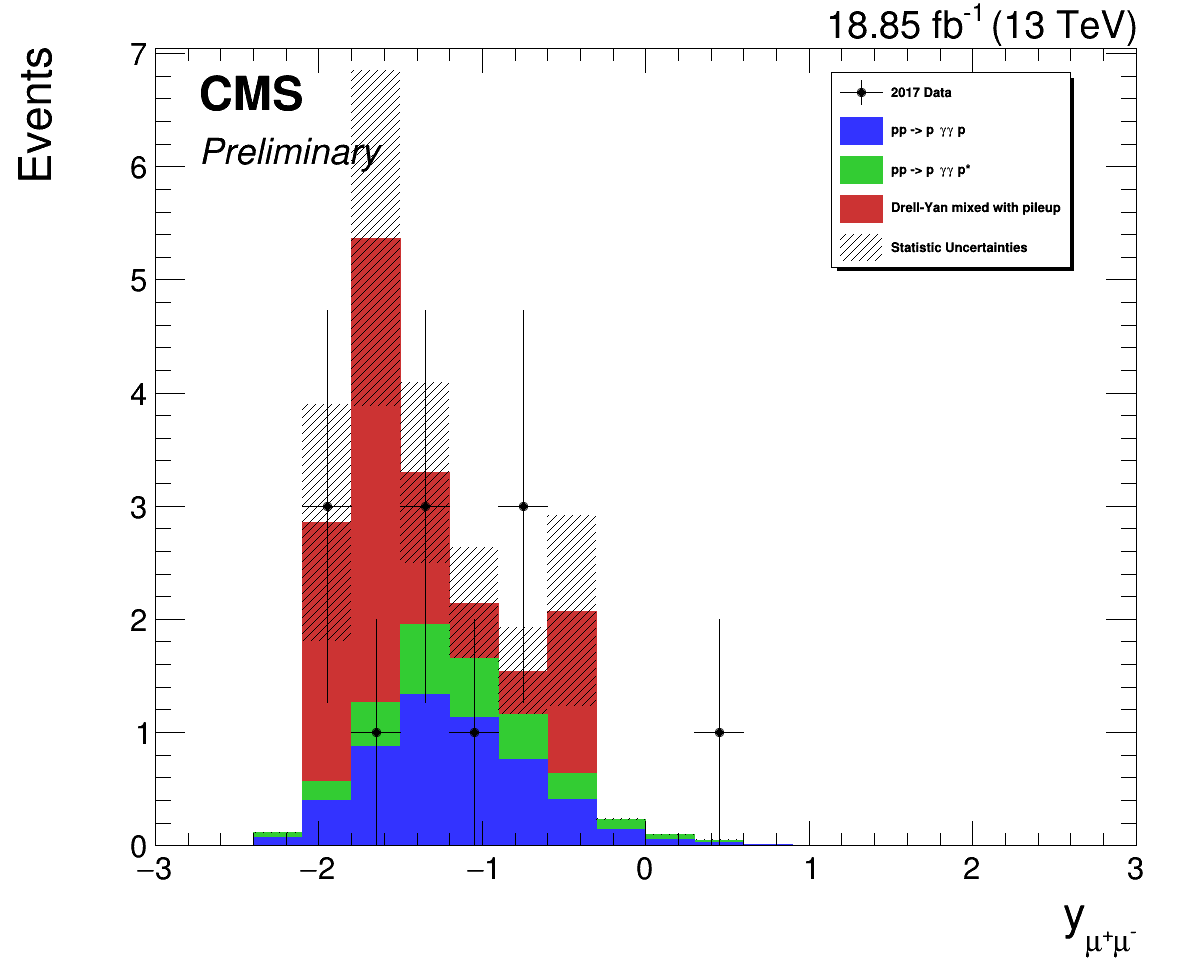 18.85 fb⁻¹ (13 TeV)
Events
CMS
Preliminary
2017 Data
pp -> p γγ p
pp -> p γγ p*
Drell-Yan mixed with pileup
Statistic Uncertainties
7
6
5
4
3
2
1
0
−3 −2 −1 0 1 2 3
y μ⁺μ⁻